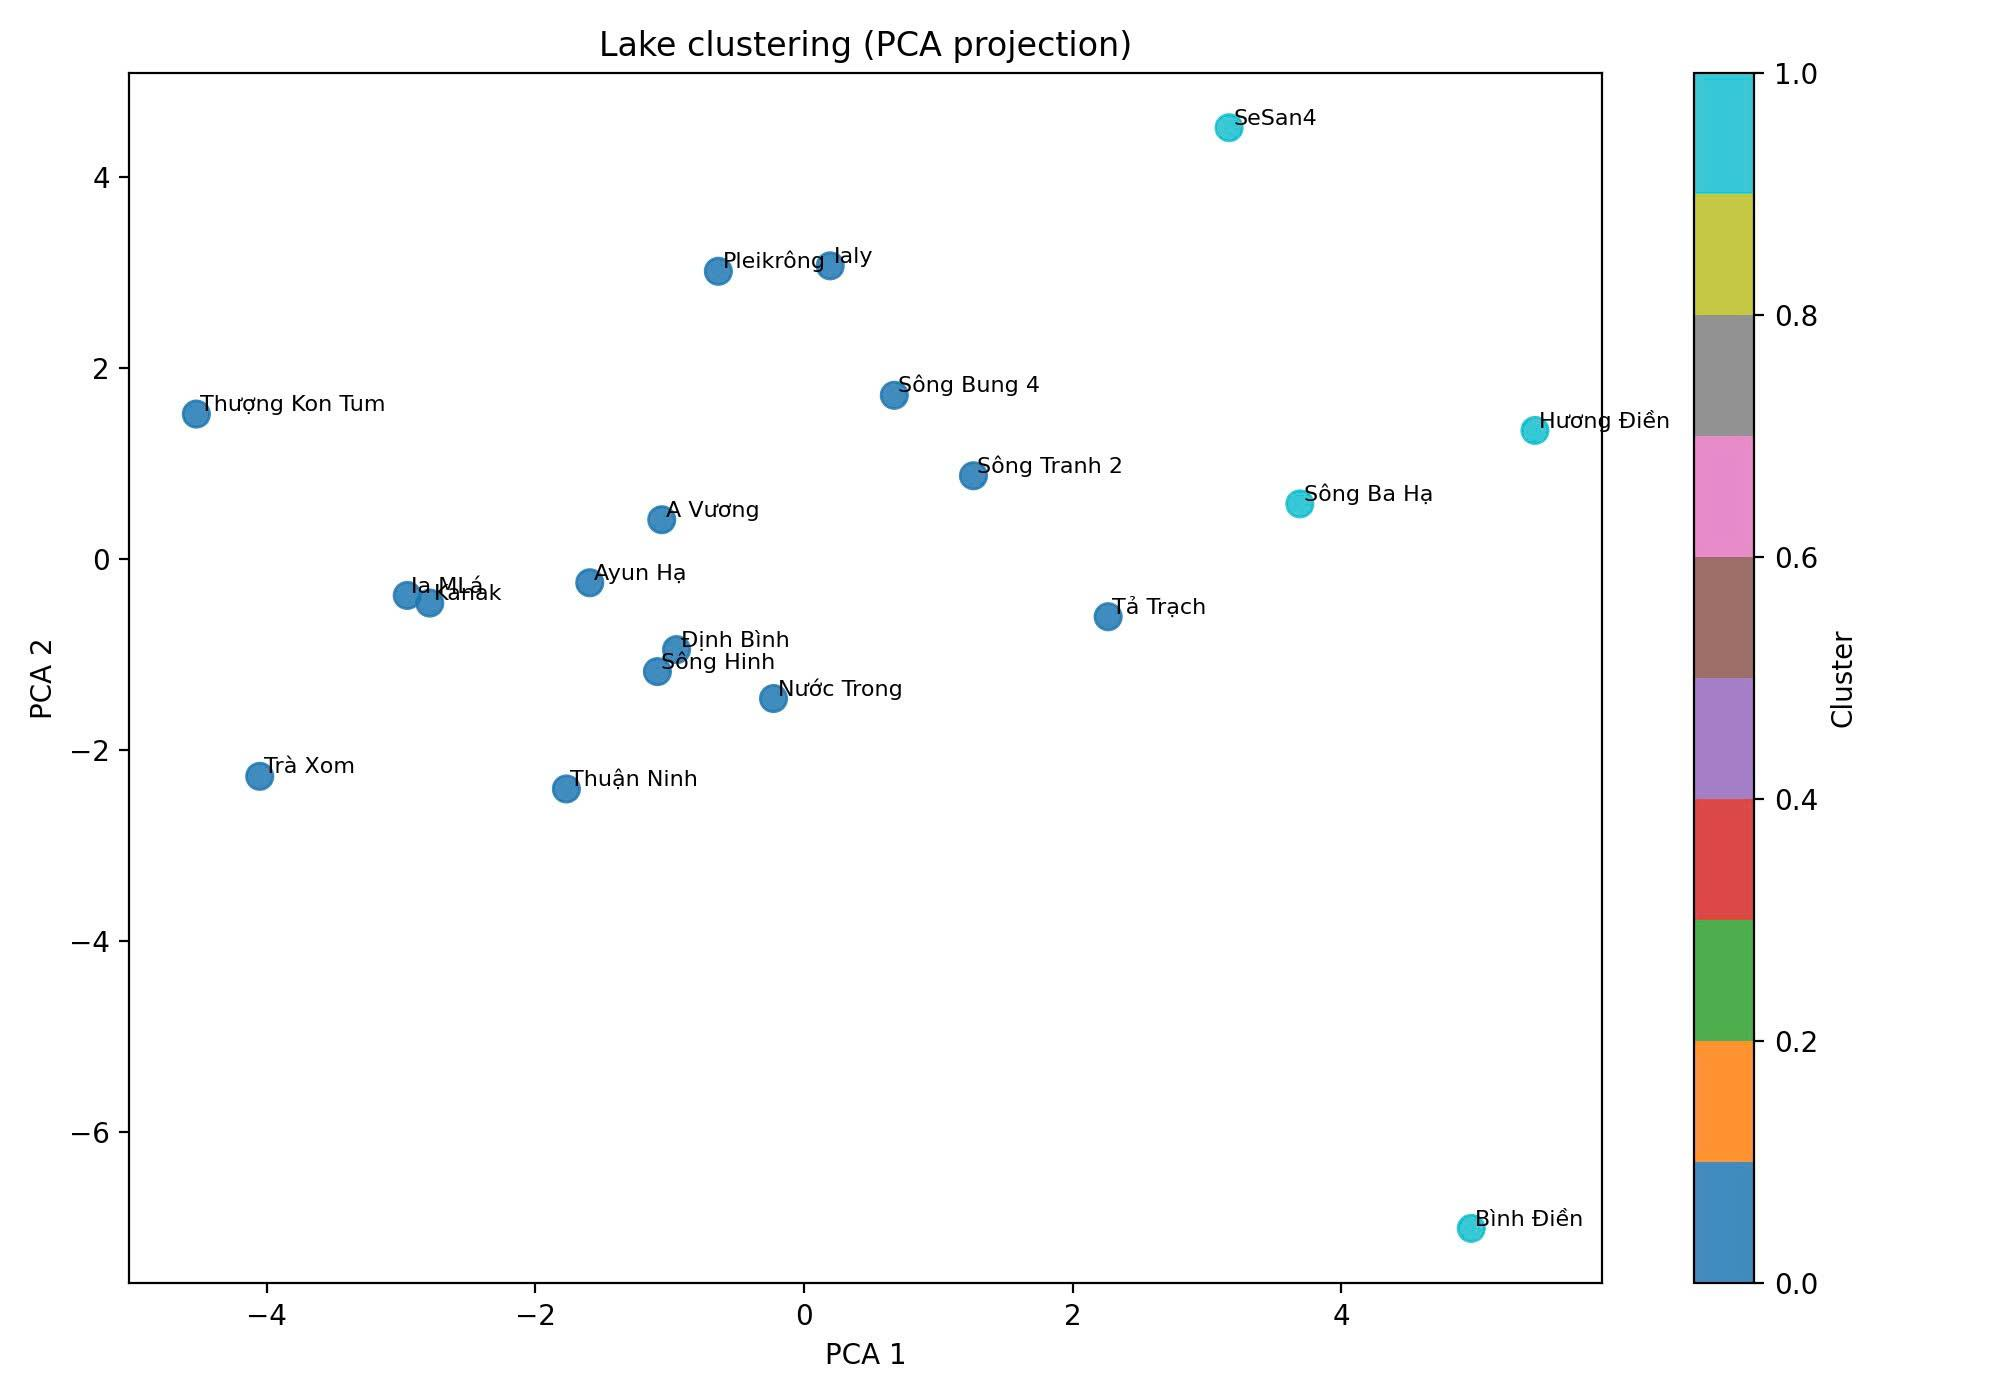 Lake clustering (PCA projection)
SeSan4
Pleikrông
Ialy
Sông Bung 4
Thượng Kon Tum
Hương Điền
Sông Tranh 2
Sông Ba Hạ
A Vương
Ayun Hạ
Ia MLá
Kanak
Tả Trạch
Định Bình
Sông Hinh
Nước Trong
Trà Xom
Thuận Ninh
Bình Điền
4
2
0
−2
−4
−6
PCA 2
−4
−2
0
2
4
PCA 1
1.0
0.8
0.6
0.4
0.2
0.0
Cluster